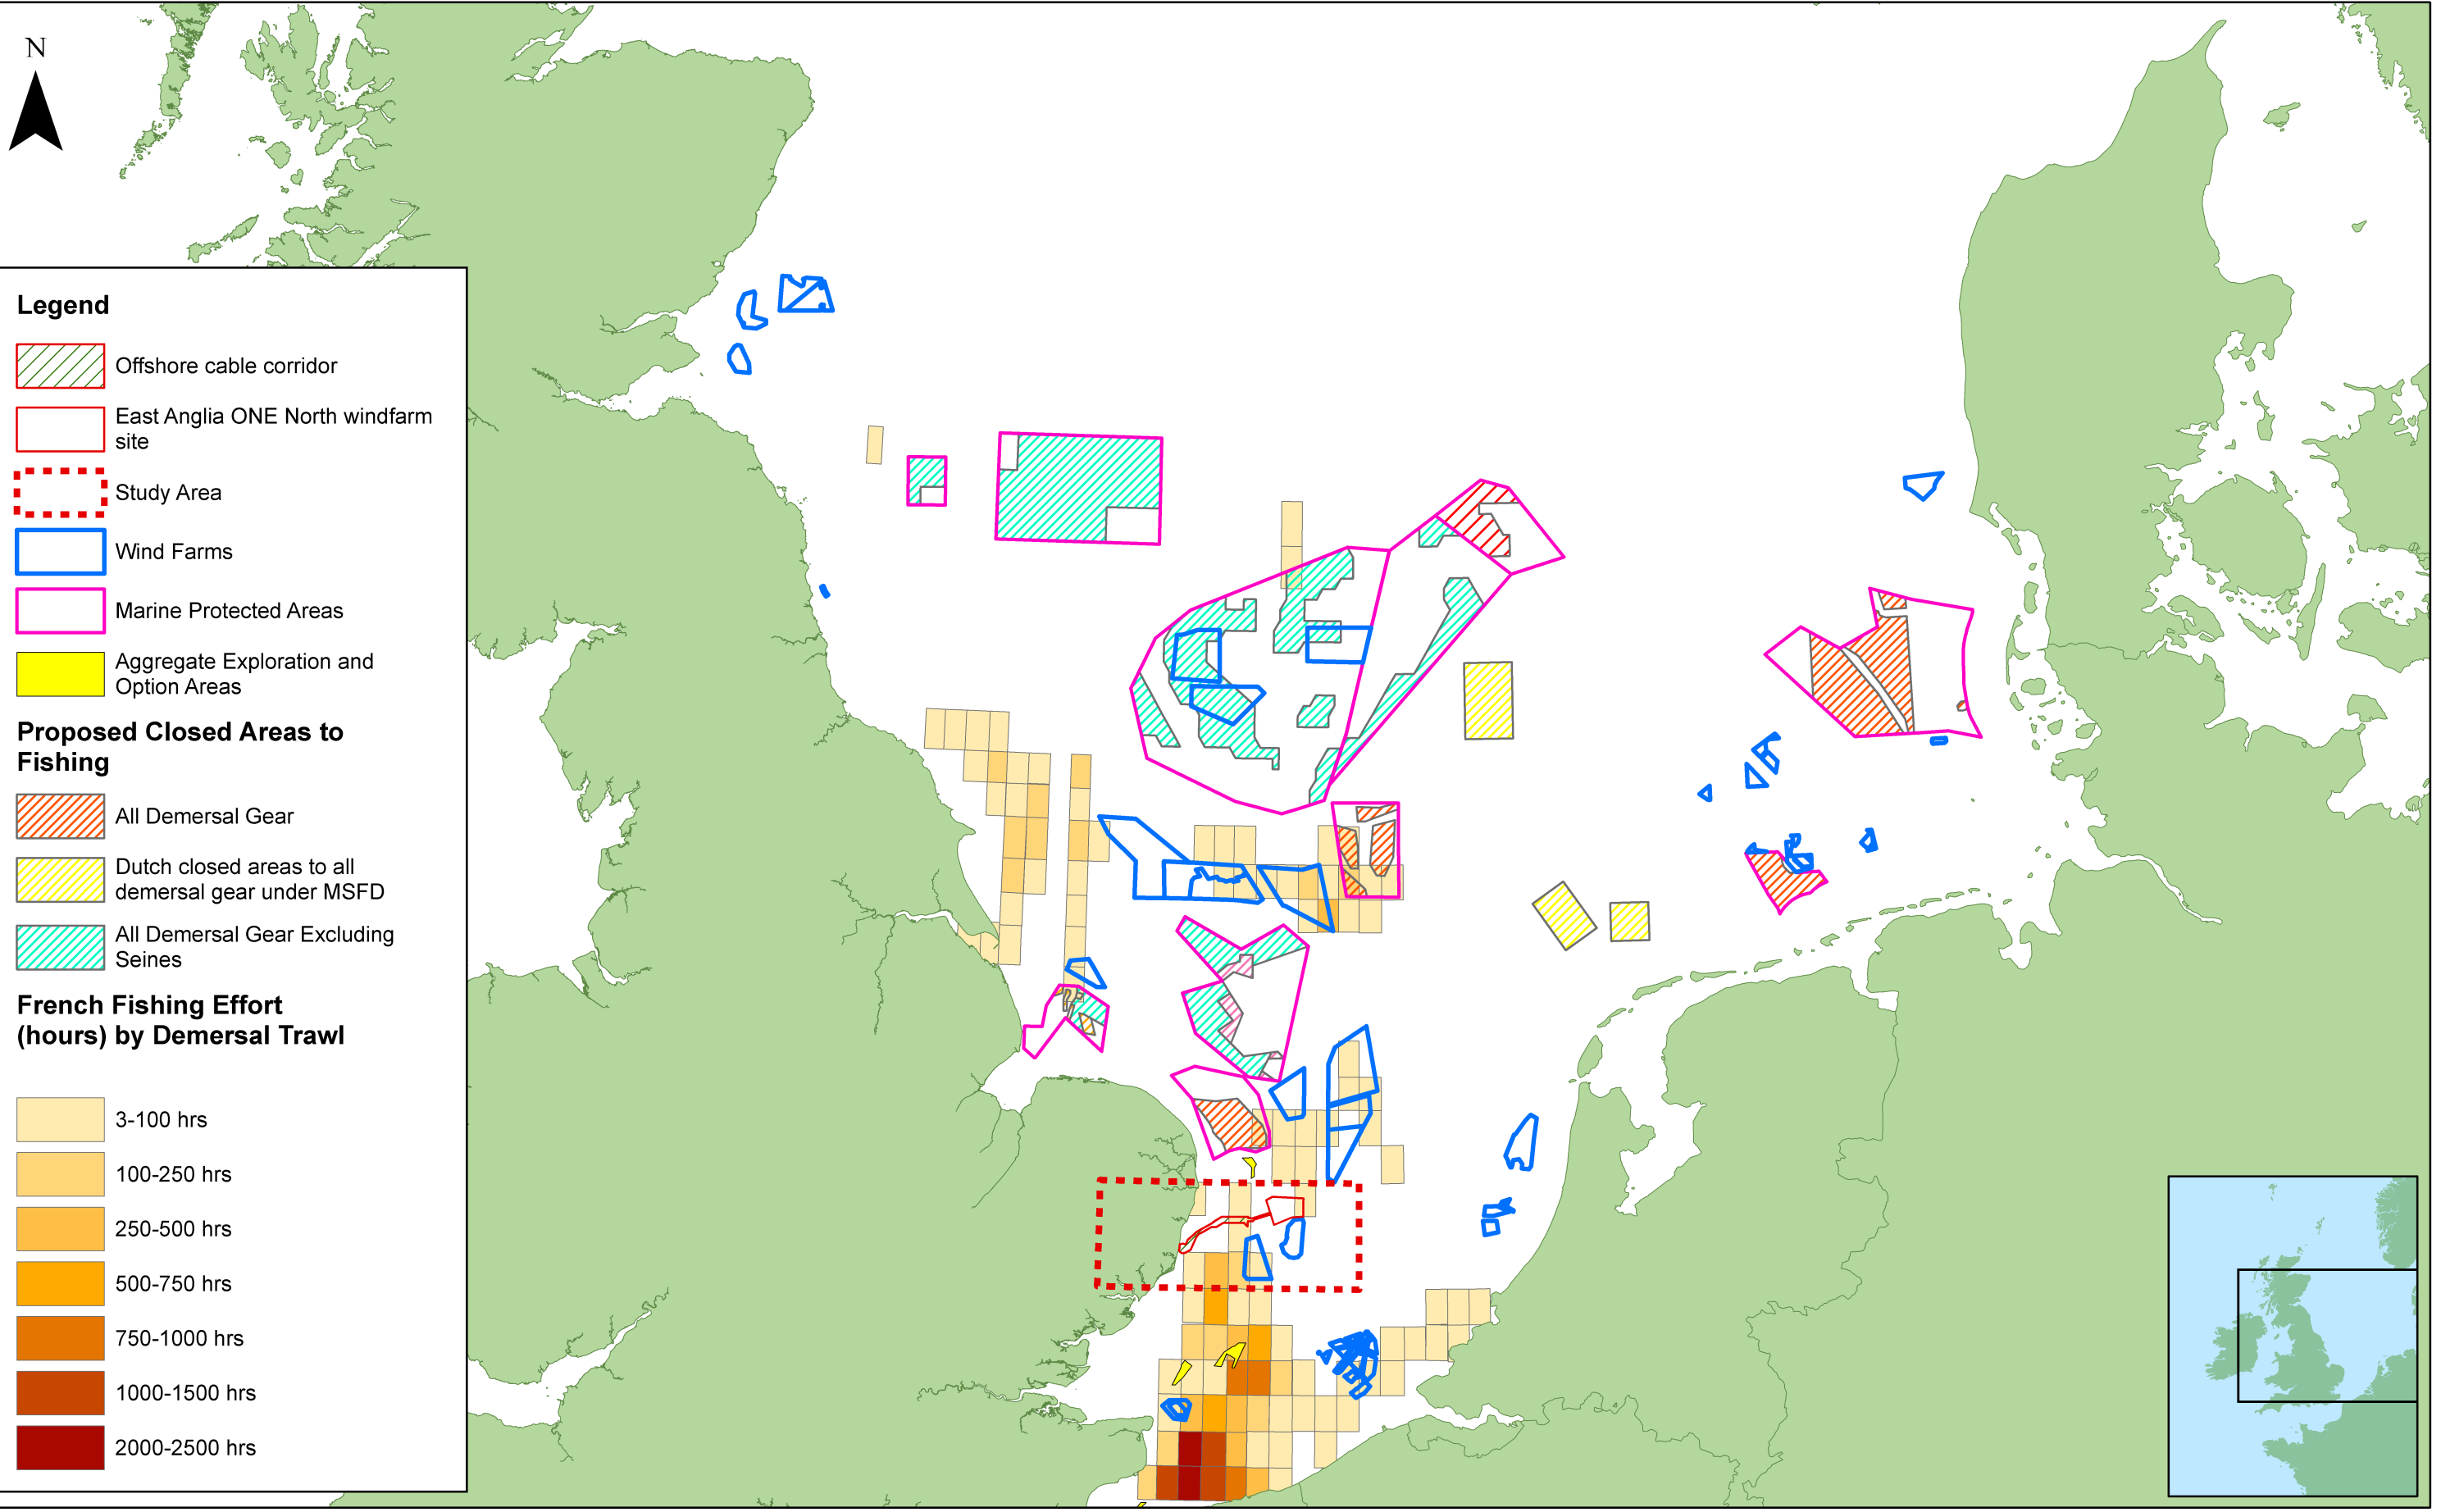 N
Legend
Offshore cable corridor
East Anglia ONE North windfarm
site
Study Area
Wind Farms
Marine Protected Areas
Aggregate Exploration and
Option Areas
Proposed Closed Areas to
Fishing
All Demersal Gear
Dutch closed areas to all
demersal gear under MSFD
All Demersal Gear Excluding
Seines
French Fishing Effort
(hours) by Demersal Trawl
3-100 hrs
100-250 hrs
250-500 hrs
500-750 hrs
750-1000 hrs
1000-1500 hrs
2000-2500 hrs